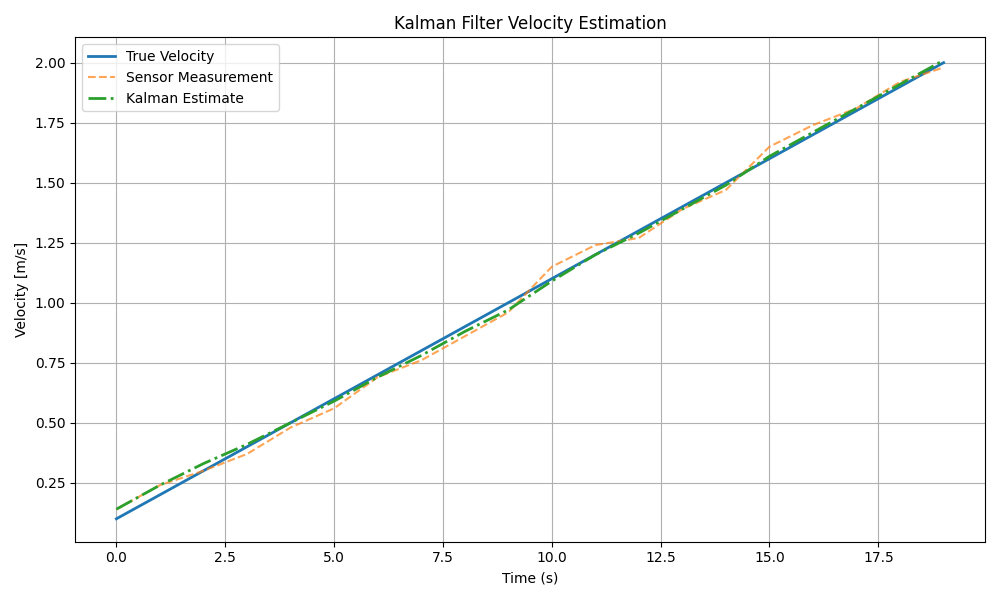 Kalman Filter Velocity Estimation
True Velocity
Sensor Measurement
Kalman Estimate
Velocity [m/s]
2.00
1.75
1.50
1.25
1.00
0.75
0.50
0.25
0.0 2.5 5.0 7.5 10.0 12.5 15.0 17.5
Time (s)